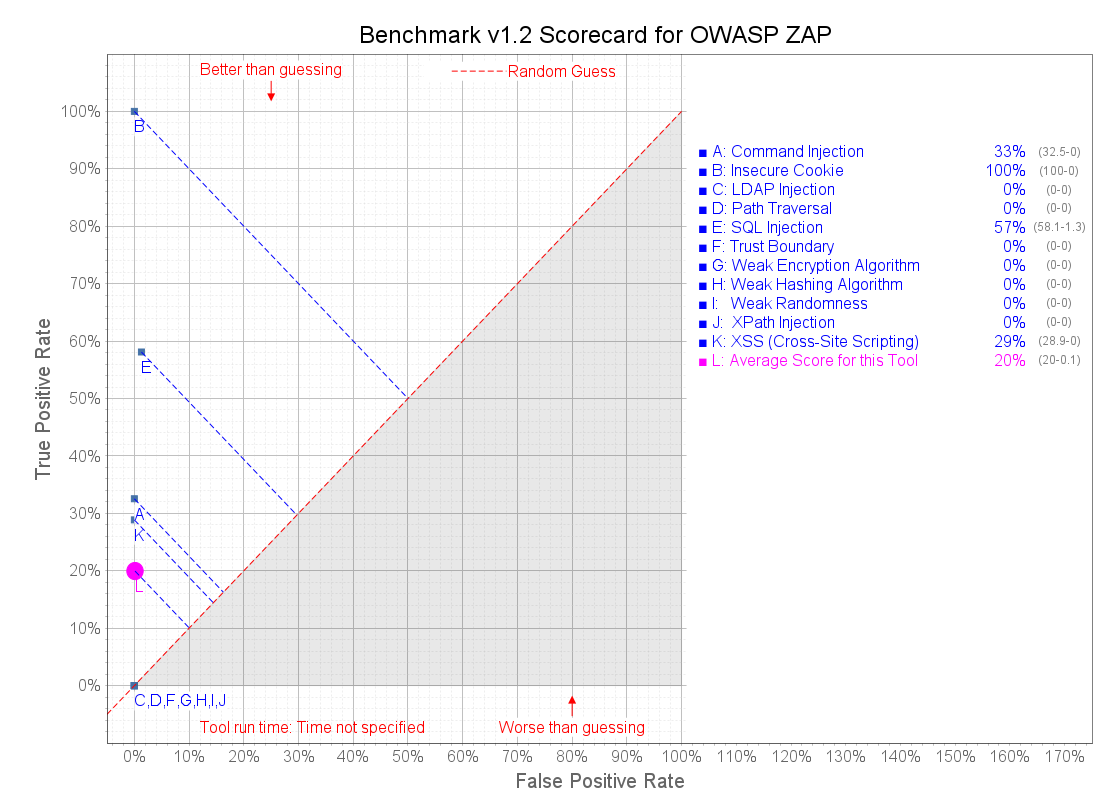 Benchmark v1.2 Scorecard for OWASP ZAP
Better than guessing
Random Guess
True Positive Rate
100%
90%
80%
70%
60%
50%
40%
30%
20%
10%
0%
B
E
A
K
L
C,D,F,G,H,I,J
A: Command Injection 33% (32.5-0)
B: Insecure Cookie 100% (100-0)
C: LDAP Injection 0% (0-0)
D: Path Traversal 0% (0-0)
E: SQL Injection 57% (58.1-1.3)
F: Trust Boundary 0% (0-0)
G: Weak Encryption Algorithm 0% (0-0)
H: Weak Hashing Algorithm 0% (0-0)
I: Weak Randomness 0% (0-0)
J: XPath Injection 0% (0-0)
K: XSS (Cross-Site Scripting) 29% (28.9-0)
L: Average Score for this Tool 20% (20-0.1)
Tool run time: Time not specified
Worse than guessing
0% 10% 20% 30% 40% 50% 60% 70% 80% 90% 100% 110% 120% 130% 140% 150% 160% 170%
False Positive Rate